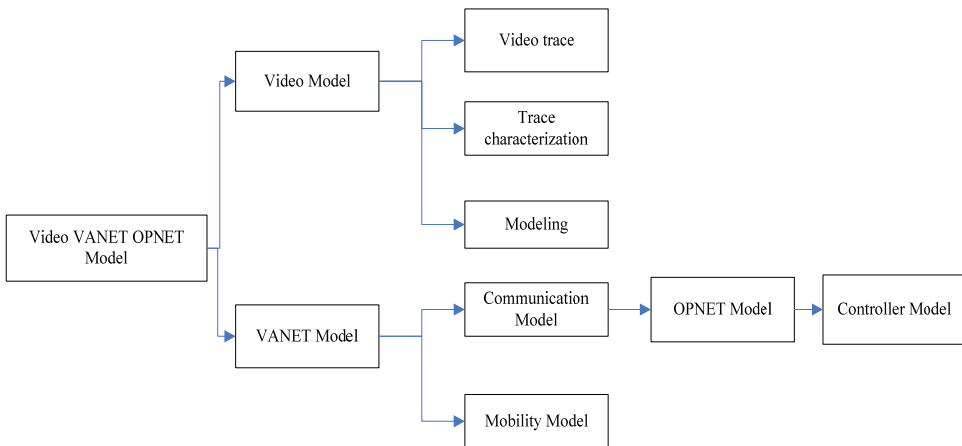 Video trace
Video Model
Trace
characterization
Modeling
Video VANET OPNET
Model
Communication
Model
OPNET Model
Controller Model
VANET Model
Mobility Model